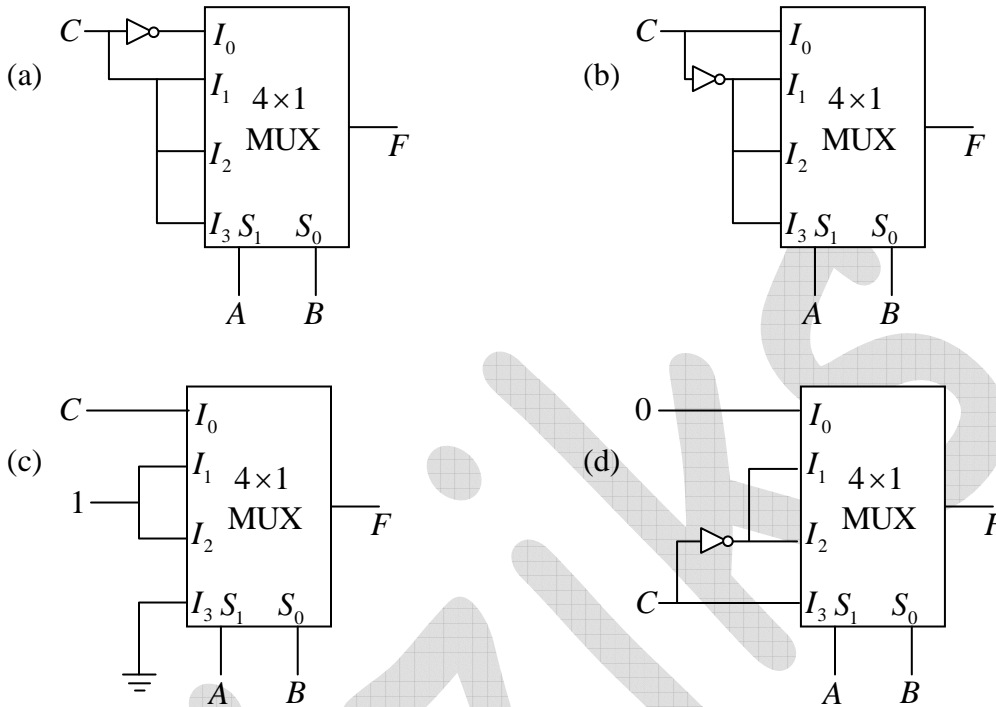 (a)
C
I₀
I₁
I₂
I₃ S₁ S₀
4×1
MUX
F
A B
(b)
C
I₀
I₁
I₂
I₃ S₁ S₀
4×1
MUX
F
A B
(c)
C
1
I₀
I₁
I₂
I₃ S₁ S₀
4×1
MUX
F
A B
(d)
0
C
I₀
I₁
I₂
I₃ S₁ S₀
4×1
MUX
F
A B